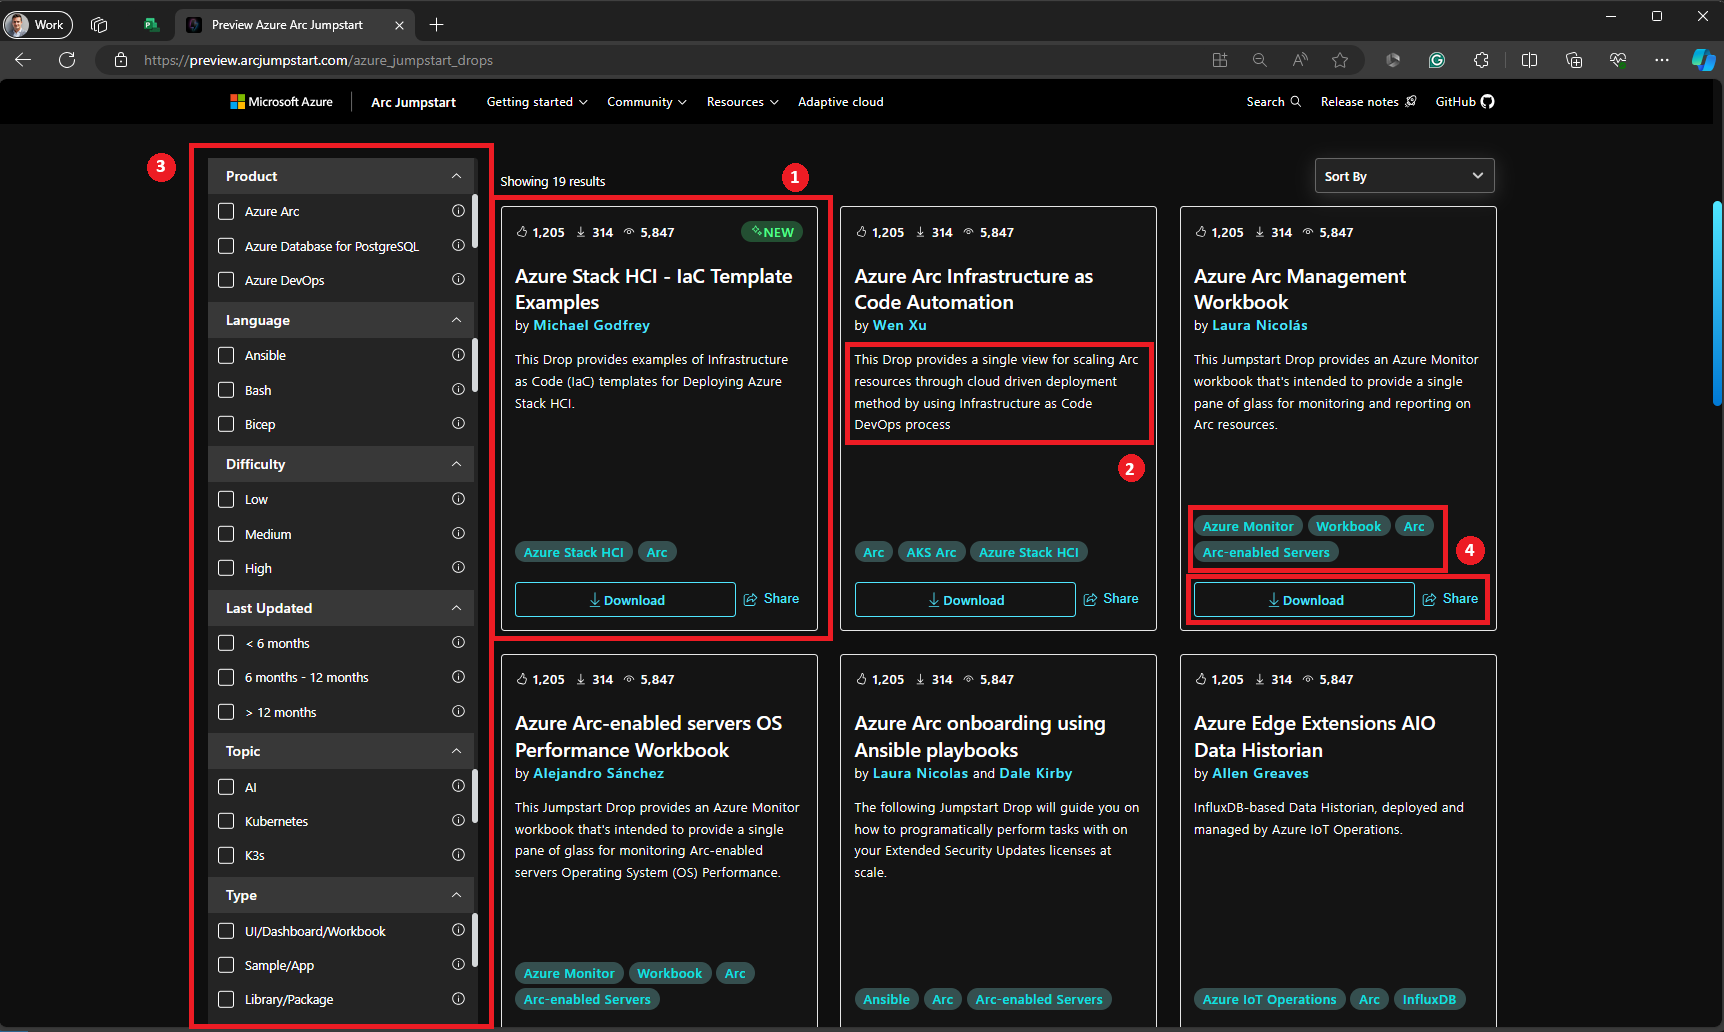 Work
Preview Azure Arc Jumpstart
https://preview.arcjumpstart.com/azure_jumpstart_drops
Microsoft Azure
Arc Jumpstart
Getting started
Community
Resources
Adaptive cloud
Search
Release notes
GitHub
3
Product
Azure Arc
Azure Database for PostgreSQL
Azure DevOps
Language
Ansible
Bash
Bicep
Difficulty
Low
Medium
High
Last Updated
< 6 months
6 months - 12 months
> 12 months
Topic
AI
Kubernetes
K3s
Type
UI/Dashboard/Workbook
Sample/App
Library/Package
Showing 19 results
1
Sort By
1,205 314 5,847
NEW
Azure Stack HCI - IaC Template
Examples
by Michael Godfrey
This Drop provides examples of Infrastructure
as Code (IaC) templates for Deploying Azure
Stack HCI.
Azure Stack HCI Arc
Download Share
1,205 314 5,847
Azure Arc Infrastructure as
Code Automation
by Wen Xu
This Drop provides a single view for scaling Arc
resources through cloud driven deployment
method by using Infrastructure as Code
DevOps process
2
Arc AKS Arc Azure Stack HCI
Download Share
1,205 314 5,847
Azure Arc Management
Workbook
by Laura Nicolás
This Jumpstart Drop provides an Azure Monitor
workbook that's intended to provide a single
pane of glass for monitoring and reporting on
Arc resources.
Azure Monitor Workbook Arc
Arc-enabled Servers
4
Download Share
1,205 314 5,847
Azure Arc-enabled servers OS
Performance Workbook
by Alejandro Sánchez
This Jumpstart Drop provides an Azure Monitor
workbook that's intended to provide a single
pane of glass for monitoring Arc-enabled
servers Operating System (OS) Performance.
Azure Monitor Workbook Arc
Arc-enabled Servers
1,205 314 5,847
Azure Arc onboarding using
Ansible playbooks
by Laura Nicolas and Dale Kirby
The following Jumpstart Drop will guide you on
how to programatically perform tasks with on
your Extended Security Updates licenses at
scale.
Ansible Arc Arc-enabled Servers
1,205 314 5,847
Azure Edge Extensions AIO
Data Historian
by Allen Greaves
InfluxDB-based Data Historian, deployed and
managed by Azure IoT Operations.
Azure IoT Operations Arc InfluxDB